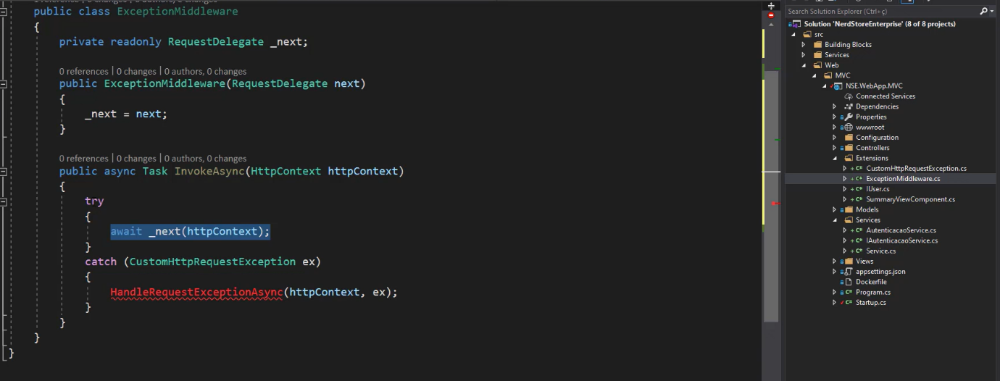 public class ExceptionMiddleware
{
private readonly RequestDelegate _next;
0 references | 0 changes | 0 authors, 0 changes
public ExceptionMiddleware(RequestDelegate next)
{
_next = next;
}
0 references | 0 changes | 0 authors, 0 changes
public async Task InvokeAsync(HttpContext httpContext)
{
try
{
await _next(httpContext);
}
catch (CustomHttpRequestException ex)
{
HandleRequestExceptionAsync(httpContext, ex);
}
}
}
}
Search Solution Explorer (Ctrl+ç)
Solution 'NerdStoreEnterprise' (8 of 8 projects)
src
Building Blocks
Services
Web
MVC
NSE.WebApp.MVC
Connected Services
Dependencies
Properties
wwwroot
Configuration
Controllers
Extensions
C# CustomHttpRequestException.cs
C# ExceptionMiddleware.cs
C# IUser.cs
C# SummaryViewComponent.cs
Models
Services
C# AutenticacaoService.cs
C# IAutenticacaoService.cs
C# Service.cs
Views
appsettings.json
Dockerfile
C# Program.cs
C# Startup.cs